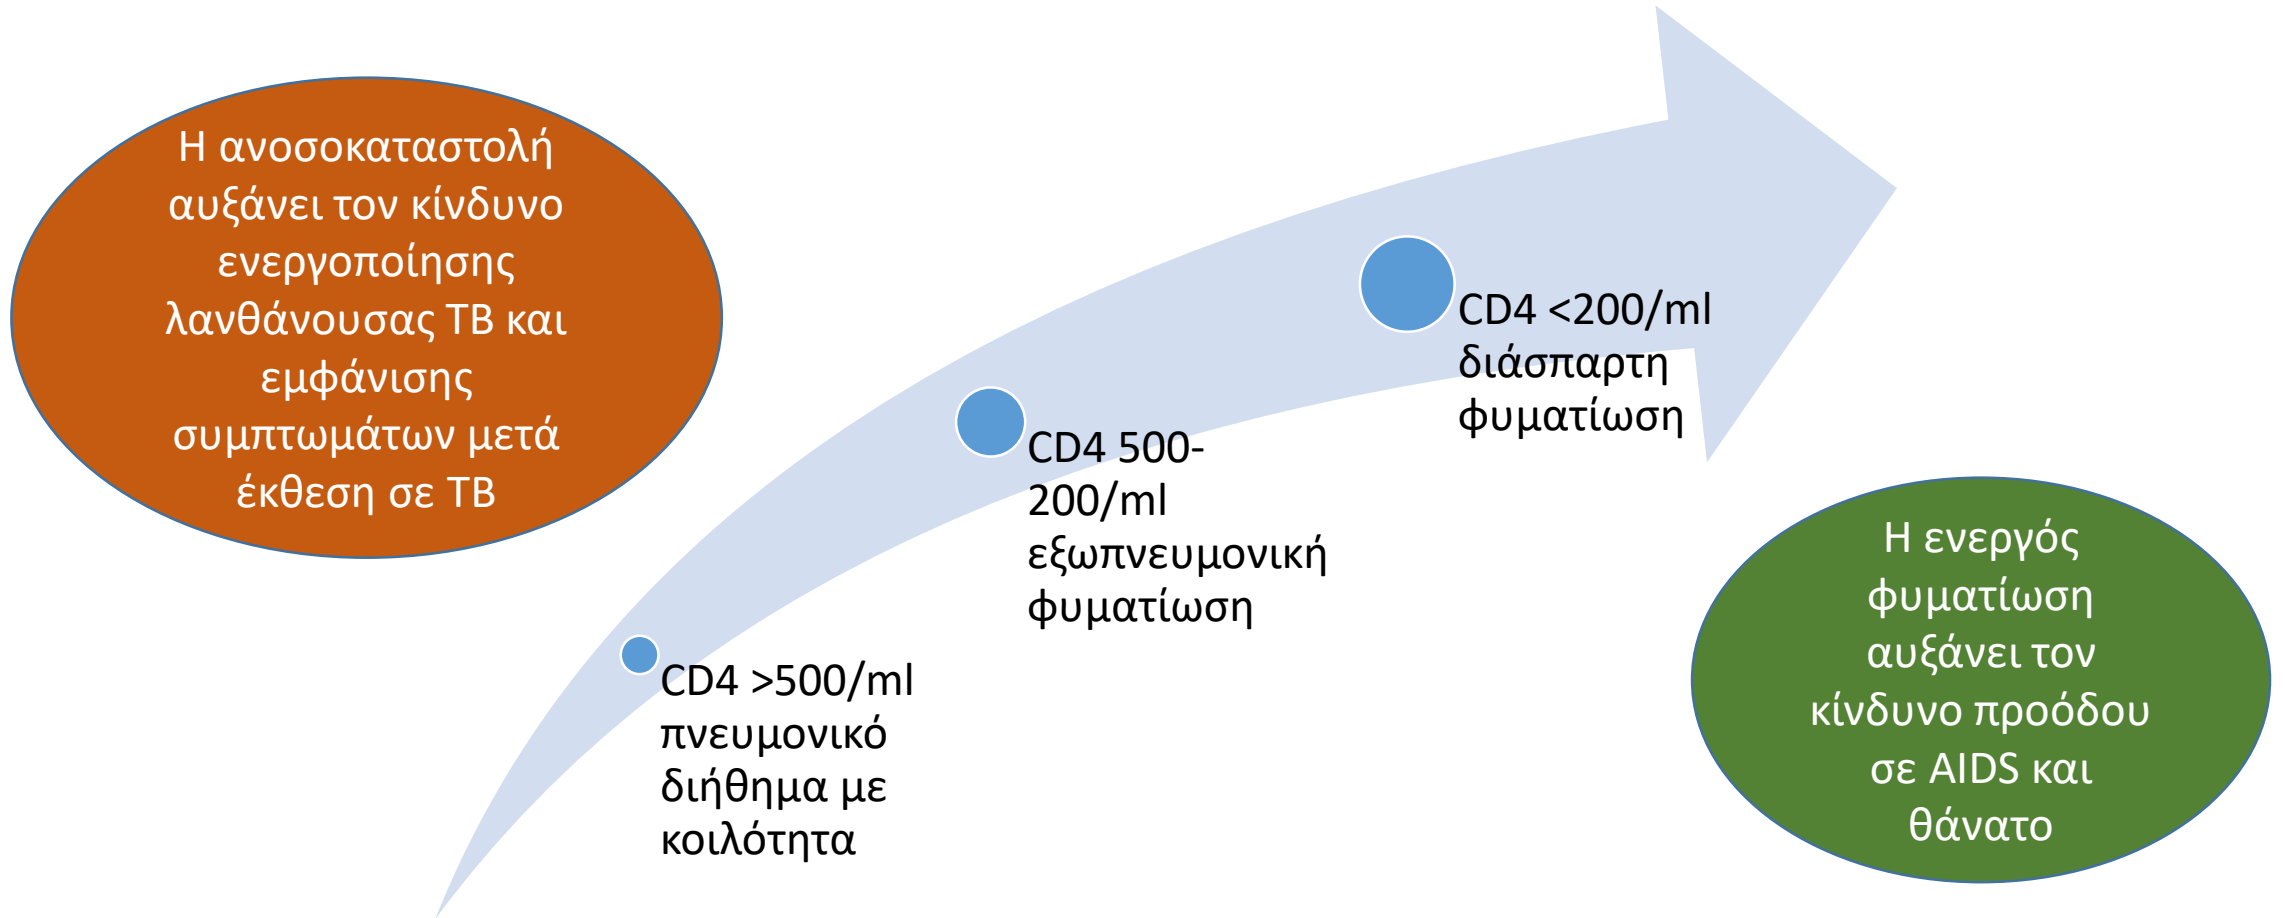 Η ανοσοκαταστολή
αυξάνει τον κίνδυνο
ενεργοποίησης
λανθάνουσας TB και
εμφάνισης
συμπτωμάτων μετά
έκθεση σε TB
CD4 >500/ml
πνευμονικό
διήθημα με
κοιλότητα
CD4 500-
200/ml
εξωπνευμονική
φυματίωση
CD4 <200/ml
διάσπαρτη
φυματίωση
Η ενεργός
φυματίωση
αυξάνει τον
κίνδυνο προόδου
σε AIDS και
θάνατο